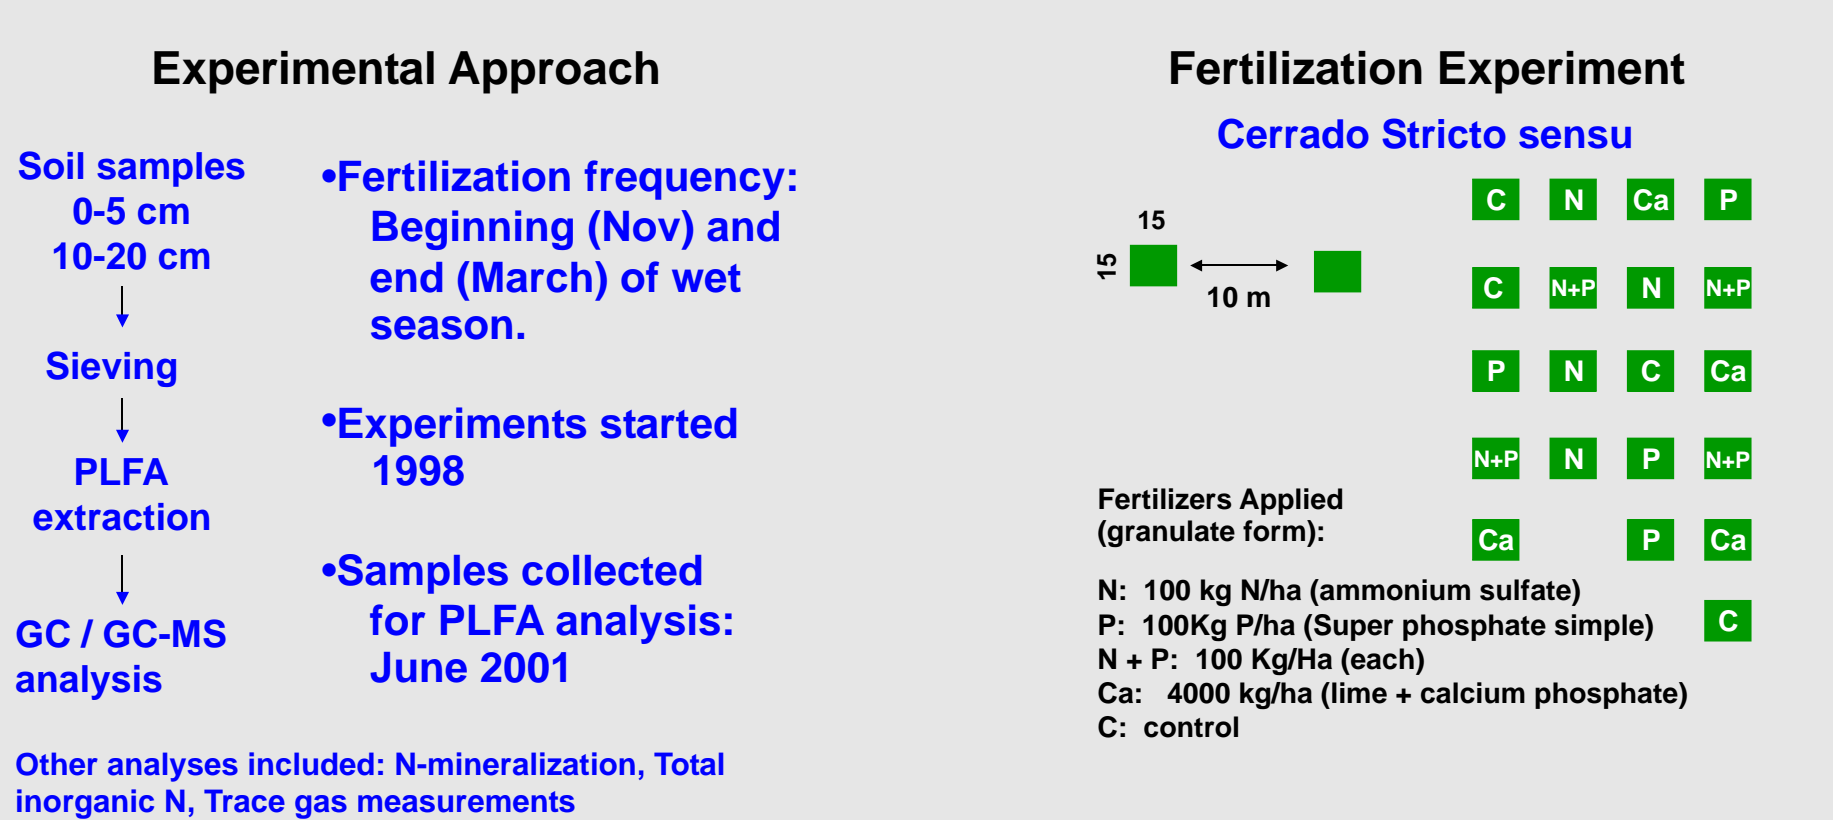 Experimental Approach
Soil samples
0-5 cm
10-20 cm
Sieving
PLFA
extraction
GC / GC-MS
analysis
•Fertilization frequency:
Beginning (Nov) and
end (March) of wet
season.
•Experiments started
1998
•Samples collected
for PLFA analysis:
June 2001
Other analyses included: N-mineralization, Total
inorganic N, Trace gas measurements
Fertilization Experiment
Cerrado Stricto sensu
15
15
10 m
C N Ca P
C N+P N N+P
P N C Ca
N+P N P N+P
Ca P Ca
C
Fertilizers Applied
(granulate form):
N: 100 kg N/ha (ammonium sulfate)
P: 100Kg P/ha (Super phosphate simple)
N + P: 100 Kg/Ha (each)
Ca: 4000 kg/ha (lime + calcium phosphate)
C: control